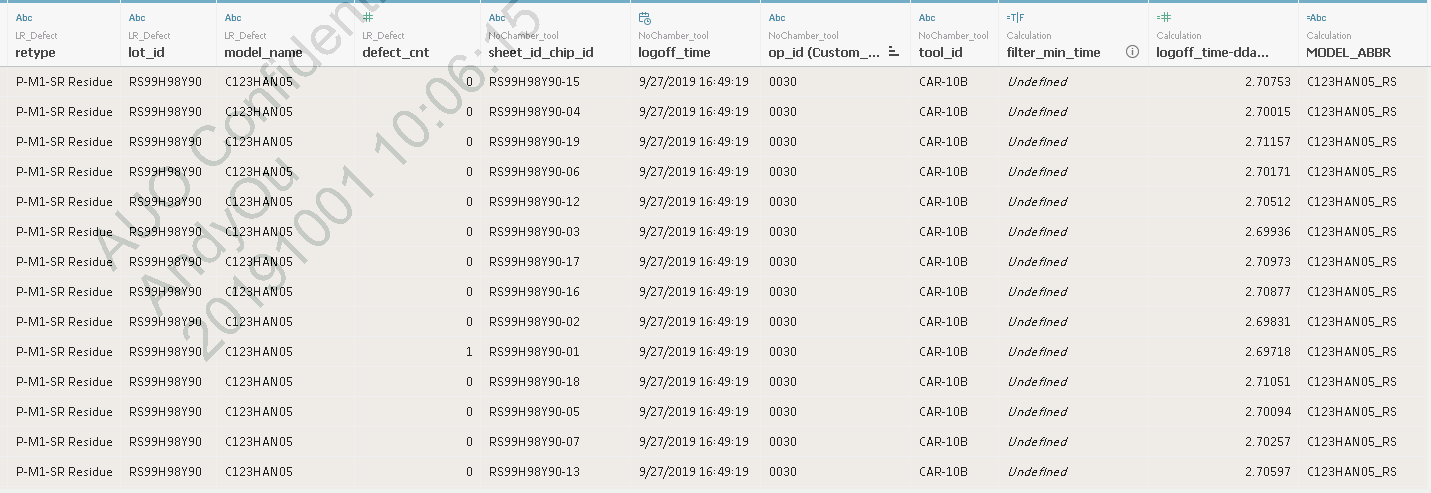 Abc Abc Abc # Abc Abc Abc =T|F =# =Abc
LR_Defect LR_Defect LR_Defect LR_Defect NoChamber_tool NoChamber_tool NoChamber_tool NoChamber_tool Calculation Calculation Calculation
retype lot_id model_name defect_cnt sheet_id_chip_id logoff_time op_id (Custom_... tool_id filter_min_time logoff_time-dda... MODEL_ABBR
P-M1-SR Residue RS99H98Y90 C123HAN05 0 RS99H98Y90-15 9/27/2019 16:49:19 0030 CAR-10B Undefined 2.70753 C123HAN05_RS
P-M1-SR Residue RS99H98Y90 C123HAN05 0 RS99H98Y90-04 9/27/2019 16:49:19 0030 CAR-10B Undefined 2.70015 C123HAN05_RS
P-M1-SR Residue RS99H98Y90 C123HAN05 0 RS99H98Y90-19 9/27/2019 16:49:19 0030 CAR-10B Undefined 2.71157 C123HAN05_RS
P-M1-SR Residue RS99H98Y90 C123HAN05 0 RS99H98Y90-06 9/27/2019 16:49:19 0030 CAR-10B Undefined 2.70171 C123HAN05_RS
P-M1-SR Residue RS99H98Y90 C123HAN05 0 RS99H98Y90-12 9/27/2019 16:49:19 0030 CAR-10B Undefined 2.70512 C123HAN05_RS
P-M1-SR Residue RS99H98Y90 C123HAN05 0 RS99H98Y90-03 9/27/2019 16:49:19 0030 CAR-10B Undefined 2.69936 C123HAN05_RS
P-M1-SR Residue RS99H98Y90 C123HAN05 0 RS99H98Y90-17 9/27/2019 16:49:19 0030 CAR-10B Undefined 2.70973 C123HAN05_RS
P-M1-SR Residue RS99H98Y90 C123HAN05 0 RS99H98Y90-16 9/27/2019 16:49:19 0030 CAR-10B Undefined 2.70877 C123HAN05_RS
P-M1-SR Residue RS99H98Y90 C123HAN05 0 RS99H98Y90-02 9/27/2019 16:49:19 0030 CAR-10B Undefined 2.69831 C123HAN05_RS
P-M1-SR Residue RS99H98Y90 C123HAN05 1 RS99H98Y90-01 9/27/2019 16:49:19 0030 CAR-10B Undefined 2.69718 C123HAN05_RS
P-M1-SR Residue RS99H98Y90 C123HAN05 0 RS99H98Y90-18 9/27/2019 16:49:19 0030 CAR-10B Undefined 2.71051 C123HAN05_RS
P-M1-SR Residue RS99H98Y90 C123HAN05 0 RS99H98Y90-05 9/27/2019 16:49:19 0030 CAR-10B Undefined 2.70094 C123HAN05_RS
P-M1-SR Residue RS99H98Y90 C123HAN05 0 RS99H98Y90-07 9/27/2019 16:49:19 0030 CAR-10B Undefined 2.70257 C123HAN05_RS
P-M1-SR Residue RS99H98Y90 C123HAN05 0 RS99H98Y90-13 9/27/2019 16:49:19 0030 CAR-10B Undefined 2.70597 C123HAN05_RS
AUO Confident
AndyOu
20191001 10:06:15